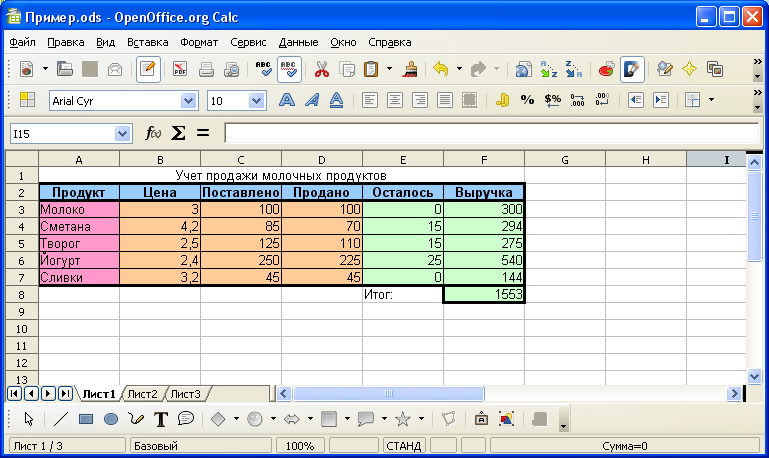 Пример.ods - OpenOffice.org Calc
Файл Правка Вид Вставка Формат Сервис Данные Окно Справка
PDF ABC ABC
Arial Cyr 10 A A A % $%
I15 f(x) Σ =
A B C D E F G H I
1 Учет продажи молочных продуктов
2 Продукт Цена Поставлено Продано Осталось Выручка
3 Молоко 3 100 100 0 300
4 Сметана 4,2 85 70 15 294
5 Творог 2,5 125 110 15 275
6 Йогурт 2,4 250 225 25 540
7 Сливки 3,2 45 45 0 144
8 Итог: 1553
9
10
11
12
13
Лист1 Лист2 Лист3
T
Лист 1 / 3 Базовый 100% СТАНД Сумма=0